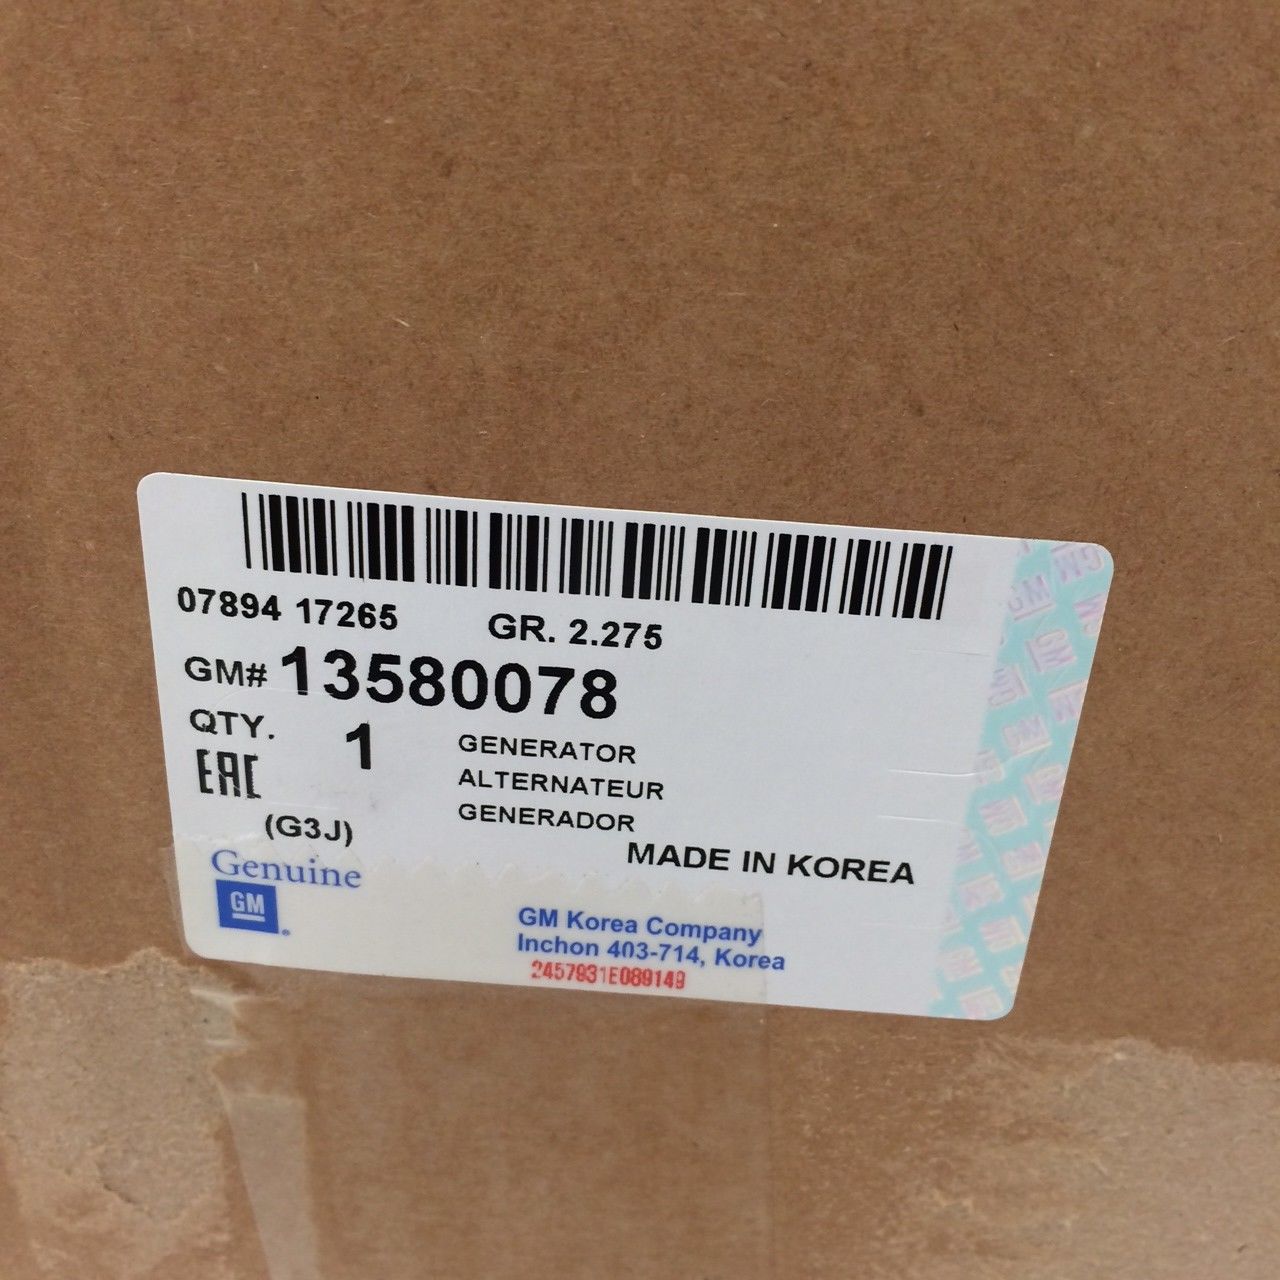 07894 17265 GR. 2.275
GM# 13580078
QTY. 1
GENERATOR
EAC
ALTERNATEUR
GENERADOR
(G3J)
MADE IN KOREA
Genuine
GM
GM Korea Company
Inchon 403-714, Korea
2457931E089149